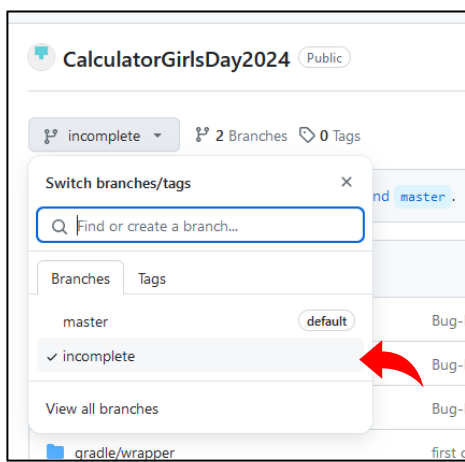 CalculatorGirlsDay2024 Public
incomplete 2 Branches 0 Tags
Switch branches/tags
nd master.
Find or create a branch...
Branches Tags
master default
Bug-
incomplete
Bug-
View all branches
Bug-
gradle/wrapper
first